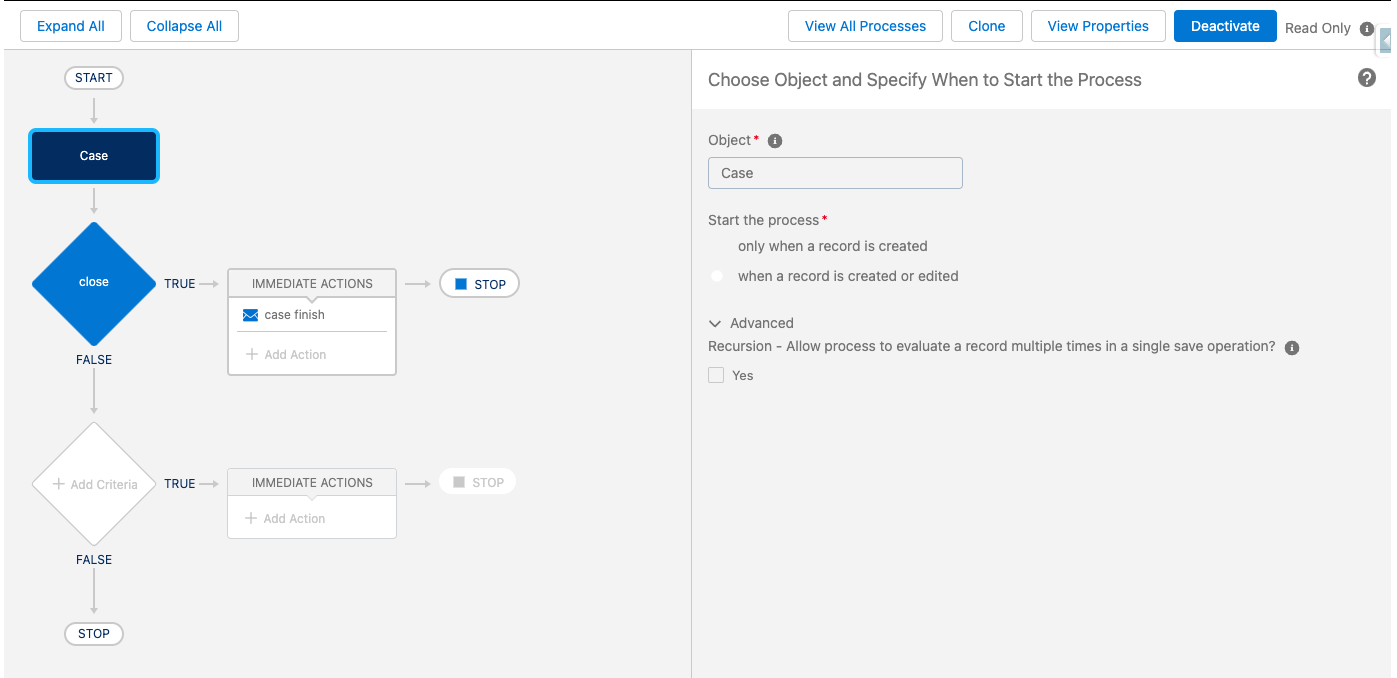 Expand All
Collapse All
View All Processes
Clone
View Properties
Deactivate
Read Only
START
Case
close
TRUE
IMMEDIATE ACTIONS
case finish
Add Action
STOP
FALSE
Add Criteria
TRUE
IMMEDIATE ACTIONS
Add Action
STOP
FALSE
STOP
Choose Object and Specify When to Start the Process
Object*
Case
Start the process*
only when a record is created
when a record is created or edited
Advanced
Recursion - Allow process to evaluate a record multiple times in a single save operation?
Yes